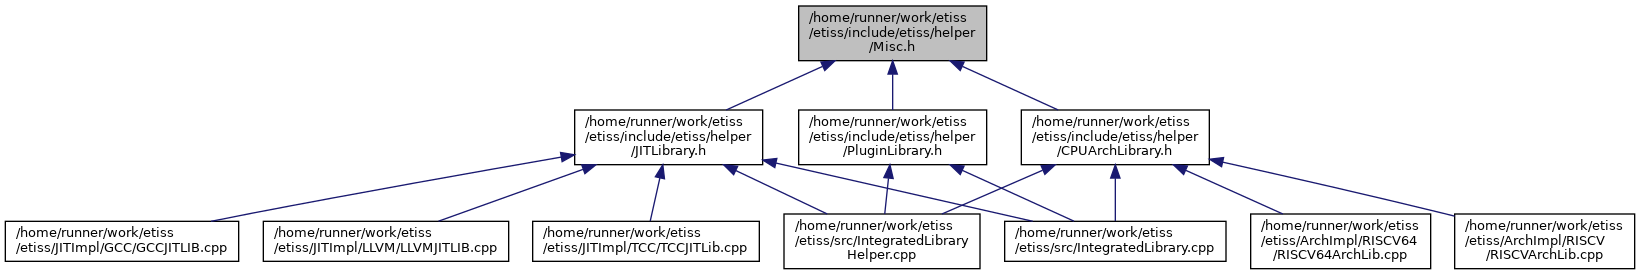 /home/runner/work/etiss
/etiss/include/etiss/helper
/Misc.h
/home/runner/work/etiss
/etiss/include/etiss/helper
/JITLibrary.h
/home/runner/work/etiss
/etiss/include/etiss/helper
/PluginLibrary.h
/home/runner/work/etiss
/etiss/include/etiss/helper
/CPUArchLibrary.h
/home/runner/work/etiss
/etiss/JITImpl/GCC/GCCJITLIB.cpp
/home/runner/work/etiss
/etiss/JITImpl/LLVM/LLVMJITLIB.cpp
/home/runner/work/etiss
/etiss/JITImpl/TCC/TCCJITLib.cpp
/home/runner/work/etiss
/etiss/src/IntegratedLibrary
Helper.cpp
/home/runner/work/etiss
/etiss/src/IntegratedLibrary.cpp
/home/runner/work/etiss
/etiss/ArchImpl/RISCV64
/RISCV64ArchLib.cpp
/home/runner/work/etiss
/etiss/ArchImpl/RISCV
/RISCVArchLib.cpp